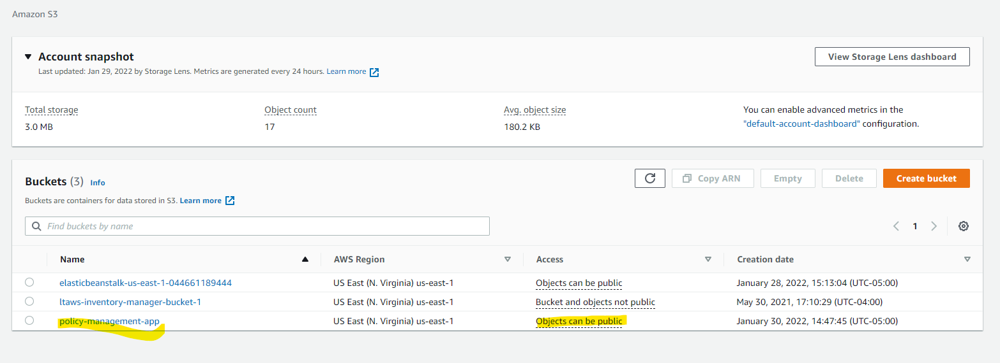 Amazon S3
Account snapshot
View Storage Lens dashboard
Last updated: Jan 29, 2022 by Storage Lens. Metrics are generated every 24 hours. Learn more
Total storage
Object count
Avg. object size
You can enable advanced metrics in the
3.0 MB
17
180.2 KB
"default-account-dashboard" configuration.
Buckets (3) Info
Copy ARN
Empty
Delete
Create bucket
Buckets are containers for data stored in S3. Learn more
Find buckets by name
1
Name AWS Region Access Creation date
elasticbeanstalk-us-east-1-044661189444 US East (N. Virginia) us-east-1 Objects can be public January 28, 2022, 15:13:04 (UTC-05:00)
ltaws-inventory-manager-bucket-1 US East (N. Virginia) us-east-1 Bucket and objects not public May 30, 2021, 17:10:29 (UTC-04:00)
policy-management-app US East (N. Virginia) us-east-1 Objects can be public January 30, 2022, 14:47:45 (UTC-05:00)